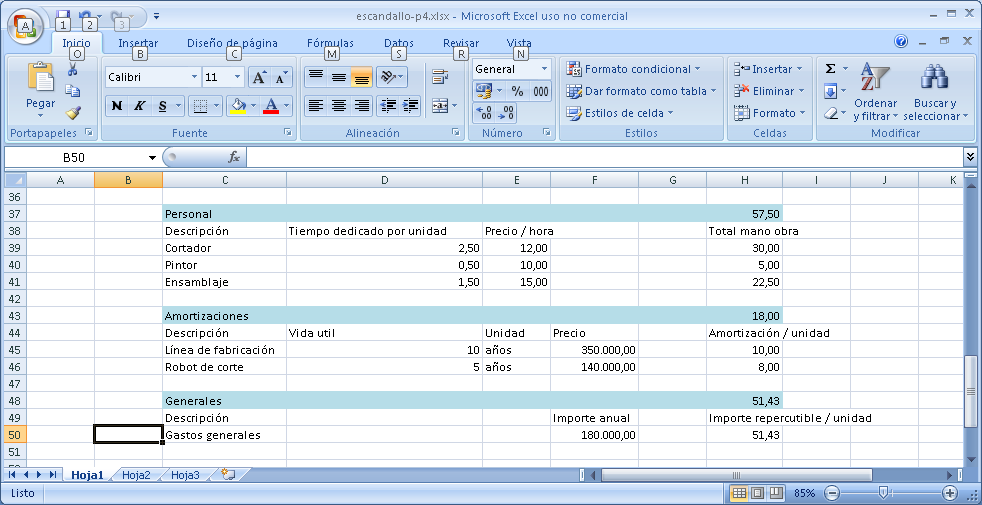 escandallo-p4.xlsx - Microsoft Excel uso no comercial
A 1 2 3
Inicio Insertar Diseño de página Fórmulas Datos Revisar Vista
O B C M S R N
Calibri 11 General
Pegar
N K S
% 000
Formato condicional
Dar formato como tabla
Estilos de celda
Insertar
Eliminar
Formato
Σ
Ordenar y filtrar
Buscar y seleccionar
Portapapeles Fuente Alineación Número Estilos Celdas Modificar
B50 fx
A B C D E F G H I J K
36
37 Personal 57,50
38 Descripción Tiempo dedicado por unidad Precio / hora Total mano obra
39 Cortador 2,50 12,00 30,00
40 Pintor 0,50 10,00 5,00
41 Ensamblaje 1,50 15,00 22,50
42
43 Amortizaciones 18,00
44 Descripción Vida util Unidad Precio Amortización / unidad
45 Línea de fabricación 10 años 350.000,00 10,00
46 Robot de corte 5 años 140.000,00 8,00
47
48 Generales 51,43
49 Descripción Importe anual Importe repercutible / unidad
50 Gastos generales 180.000,00 51,43
51
Hoja1 Hoja2 Hoja3
Listo 85%